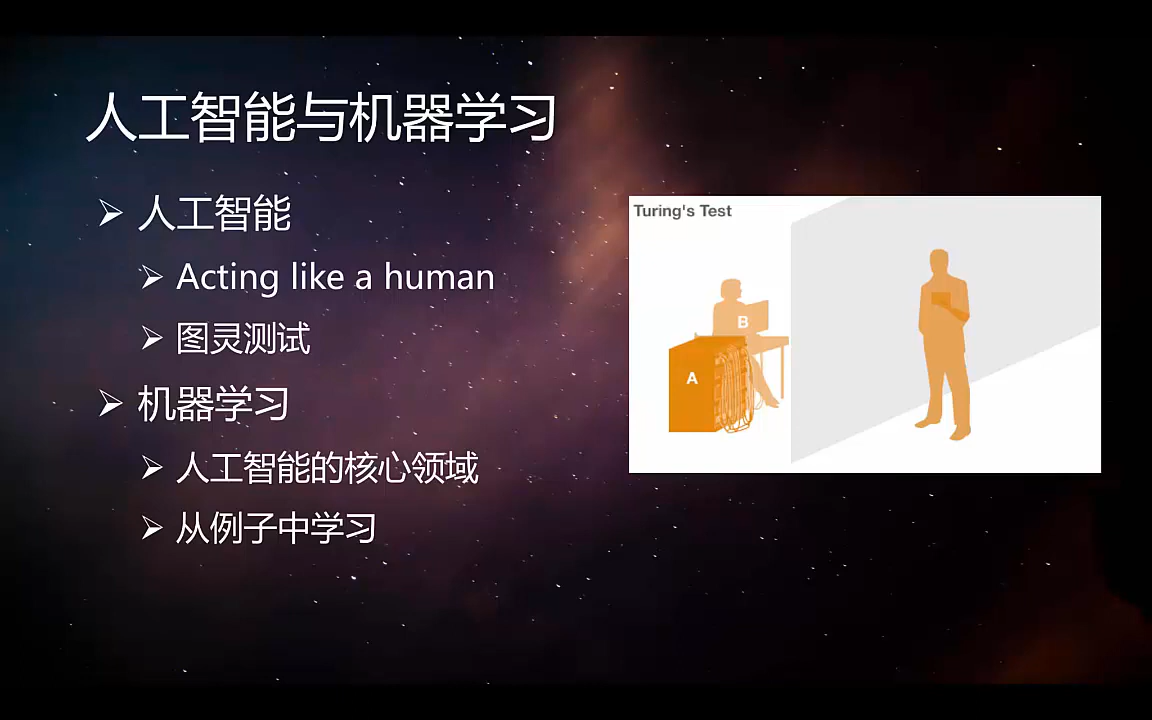 人工智能与机器学习
人工智能
Acting like a human
图灵测试
机器学习
人工智能的核心领域
从例子中学习
Turing's Test
B
A